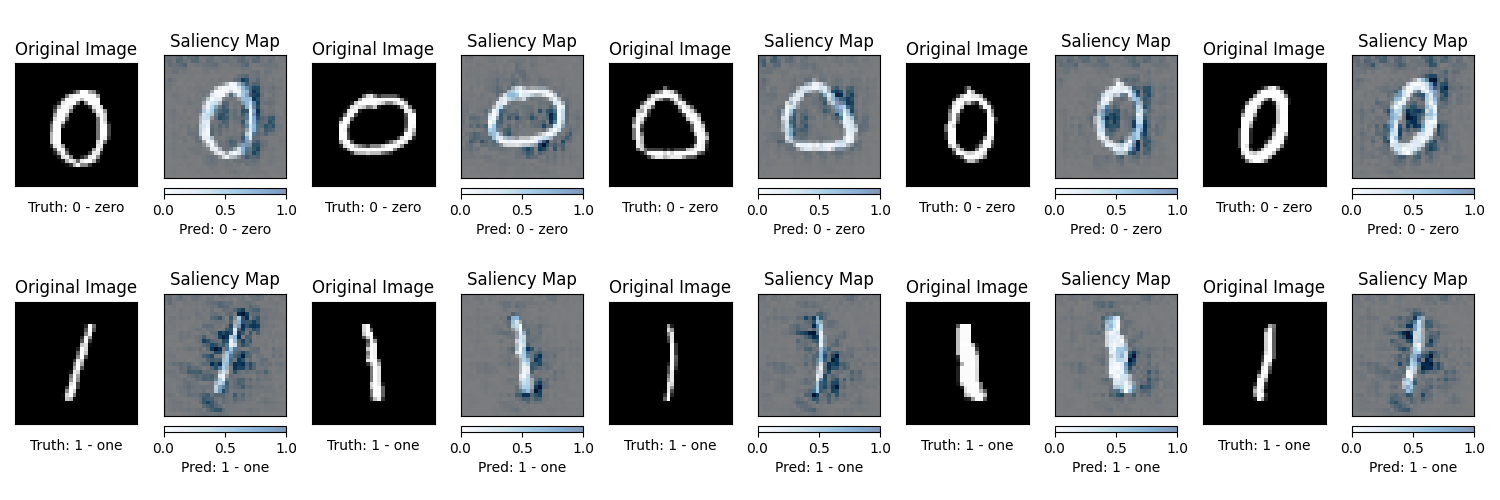 Original Image Saliency Map Original Image Saliency Map Original Image Saliency Map Original Image Saliency Map Original Image Saliency Map
0.0 0.5 1.0 0.0 0.5 1.0 0.0 0.5 1.0 0.0 0.5 1.0 0.0 0.5 1.0
Truth: 0 - zero Truth: 0 - zero Truth: 0 - zero Truth: 0 - zero Truth: 0 - zero
Pred: 0 - zero Pred: 0 - zero Pred: 0 - zero Pred: 0 - zero Pred: 0 - zero
Original Image Saliency Map Original Image Saliency Map Original Image Saliency Map Original Image Saliency Map Original Image Saliency Map
Truth: 1 - one 0.0 0.5 1.0 Truth: 1 - one 0.0 0.5 1.0 Truth: 1 - one 0.0 0.5 1.0 Truth: 1 - one 0.0 0.5 1.0 Truth: 1 - one 0.0 0.5 1.0
Pred: 1 - one Pred: 1 - one Pred: 1 - one Pred: 1 - one Pred: 1 - one